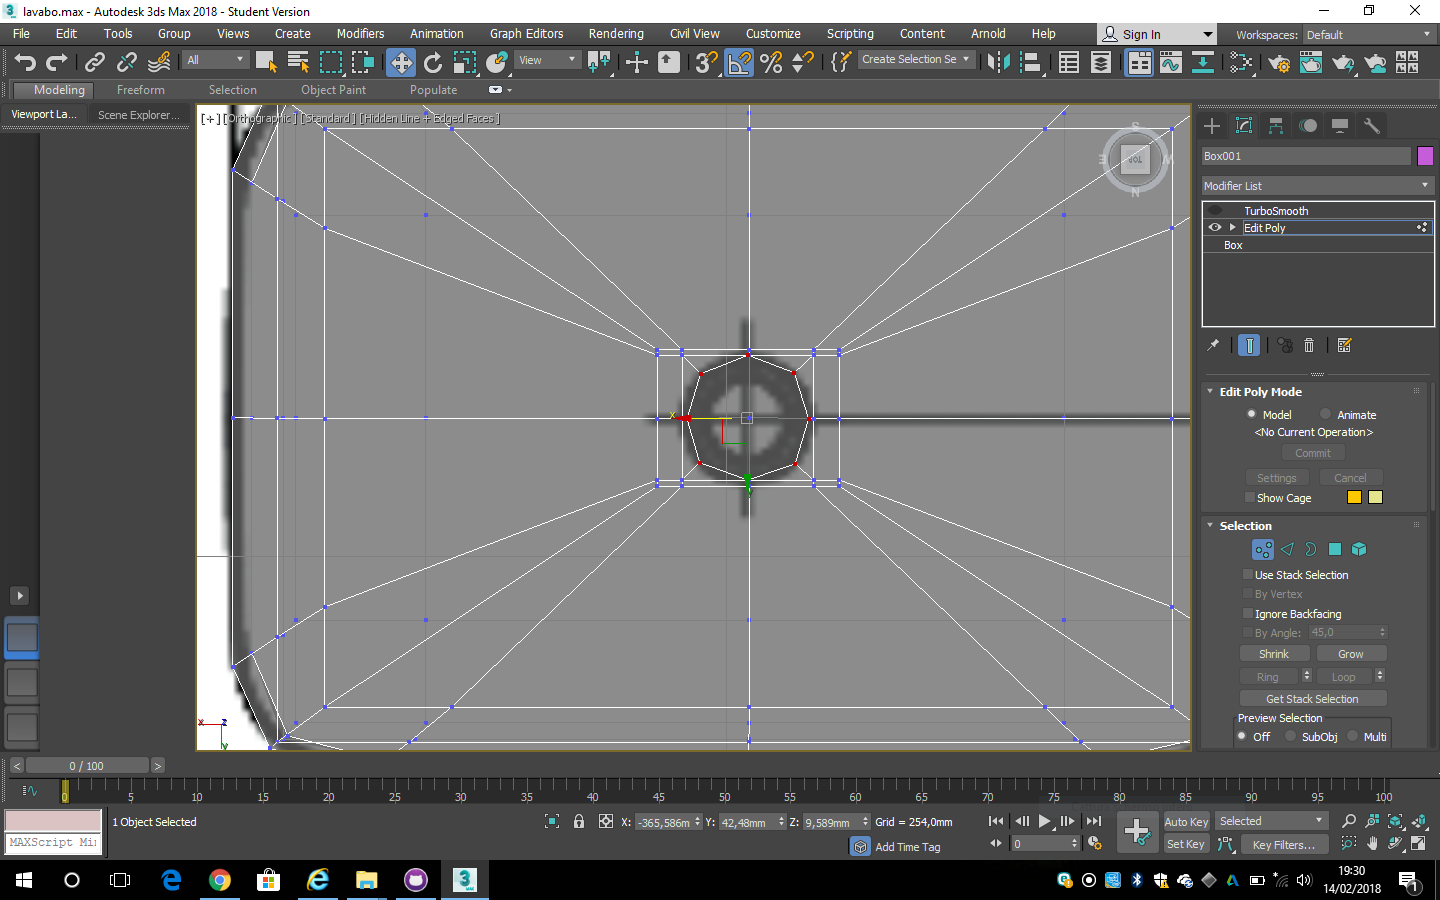 lavabo.max - Autodesk 3ds Max 2018 - Student Version
File Edit Tools Group Views Create Modifiers Animation Graph Editors Rendering Civil View Customize Scripting Content Arnold Help Sign In Workspaces: Default
All View 3 Create Selection Se
Modeling Freeform Selection Object Paint Populate
Viewport La... Scene Explorer...
[+] [Orthographic] [Standard] [Hidden Line + Edged Faces]
S
E TOP W
N
Box001
Modifier List
TurboSmooth
Edit Poly
Box
Edit Poly Mode
Model Animate
<No Current Operation>
Commit
Settings Cancel
Show Cage
Selection
Use Stack Selection
By Vertex
Ignore Backfacing
By Angle: 45,0
Shrink Grow
Ring Loop
Get Stack Selection
Preview Selection
Off SubObj Multi
x
y
x z
y
< 0 / 100 >
0 5 10 15 20 25 30 35 40 45 50 55 60 65 70 75 80 85 90 95 100
1 Object Selected X: -365,586m Y: 42,48mm Z: 9,589mm Grid = 254,0mm Auto Key Selected
MAXScript Mi Add Time Tag 0 Set Key Key Filters...
3 MAX
19:30
14/02/2018
1